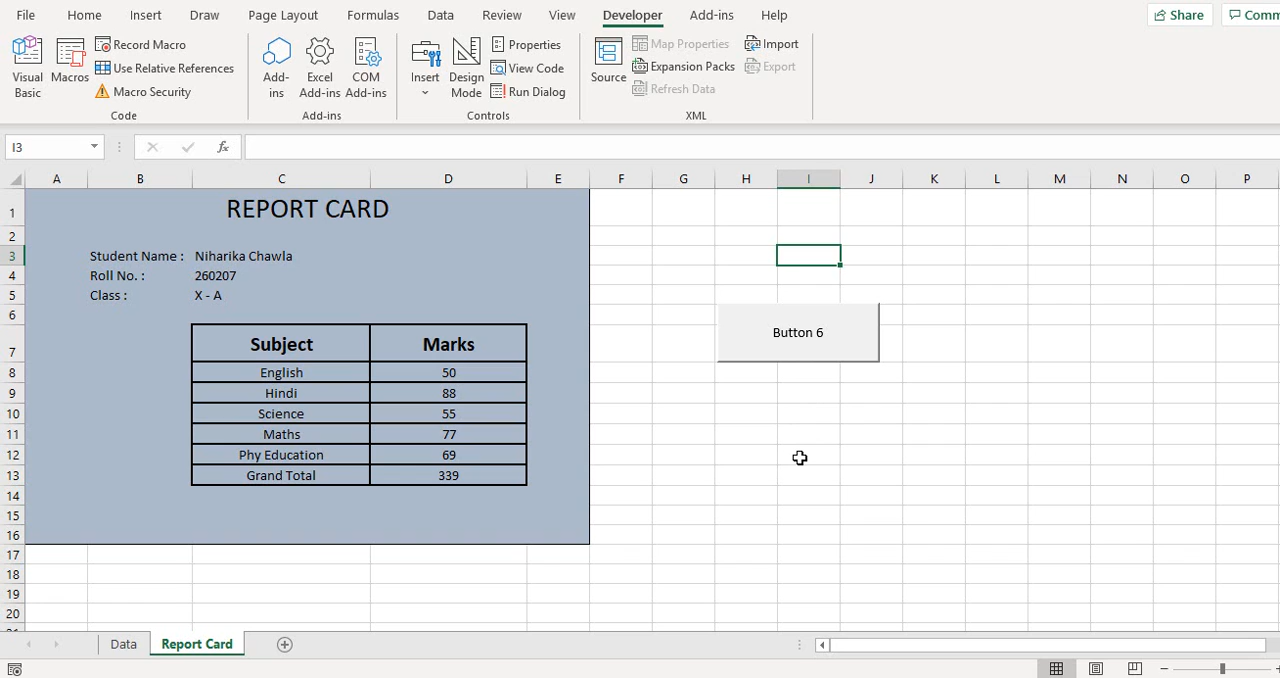 File Home Insert Draw Page Layout Formulas Data Review View Developer Add-ins Help Share Comm
Visual Basic
Macros
Record Macro
Use Relative References
Macro Security
Code
Add-ins
Excel Add-ins
COM Add-ins
Add-ins
Insert
Design Mode
Properties
View Code
Run Dialog
Controls
Source
Map Properties
Expansion Packs
Refresh Data
Import
Export
XML
I3 fx
A B C D E F G H I J K L M N O P
1 REPORT CARD
2
3 Student Name : Niharika Chawla
4 Roll No. : 260207
5 Class : X - A
6
7 Subject Marks
Button 6
8 English 50
9 Hindi 88
10 Science 55
11 Maths 77
12 Phy Education 69
13 Grand Total 339
14
15
16
17
18
19
20
Data Report Card